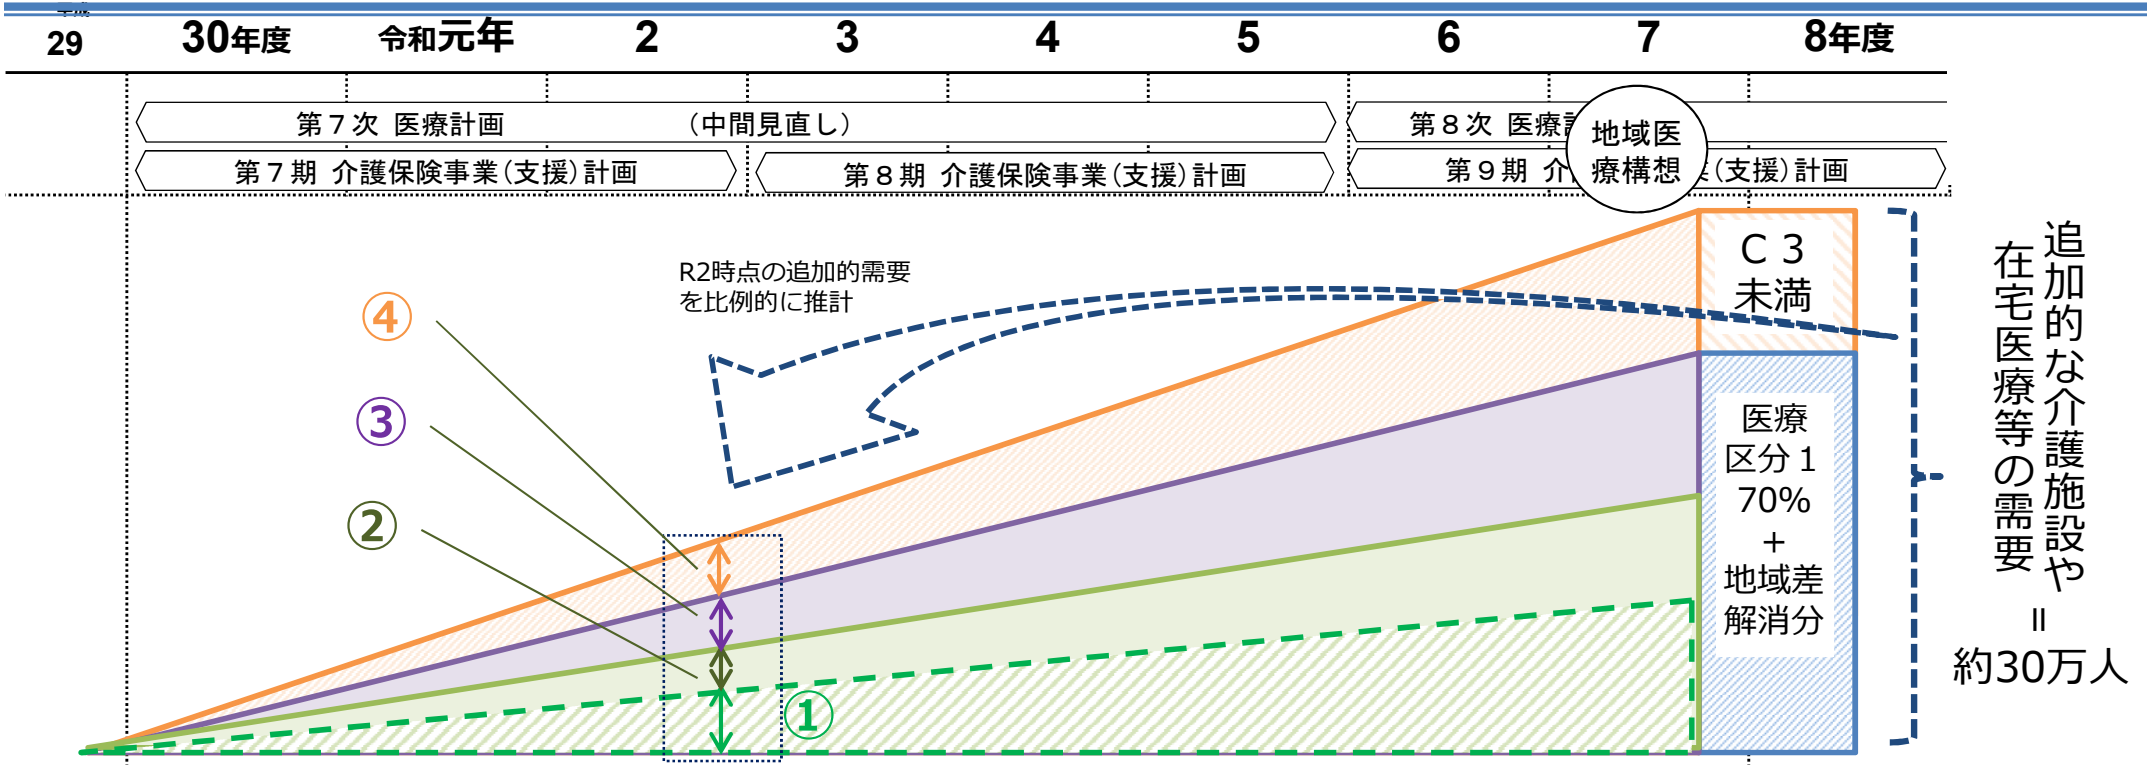 29 30年度 令和元年 2 3 4 5 6 7 8年度
第７次 医療計画 （中間見直し）
第８次 医療
地域医
療構想
第７期 介護保険事業（支援）計画
第８期 介護保険事業（支援）計画
第９期 介
（支援）計画
R2時点の追加的需要
を比例的に推計
④
③
②
①
Ｃ３
未満
医療
区分１
70%
+
地域差
解消分
追加的な介護施設や
在宅医療等の需要
＝
約30万人